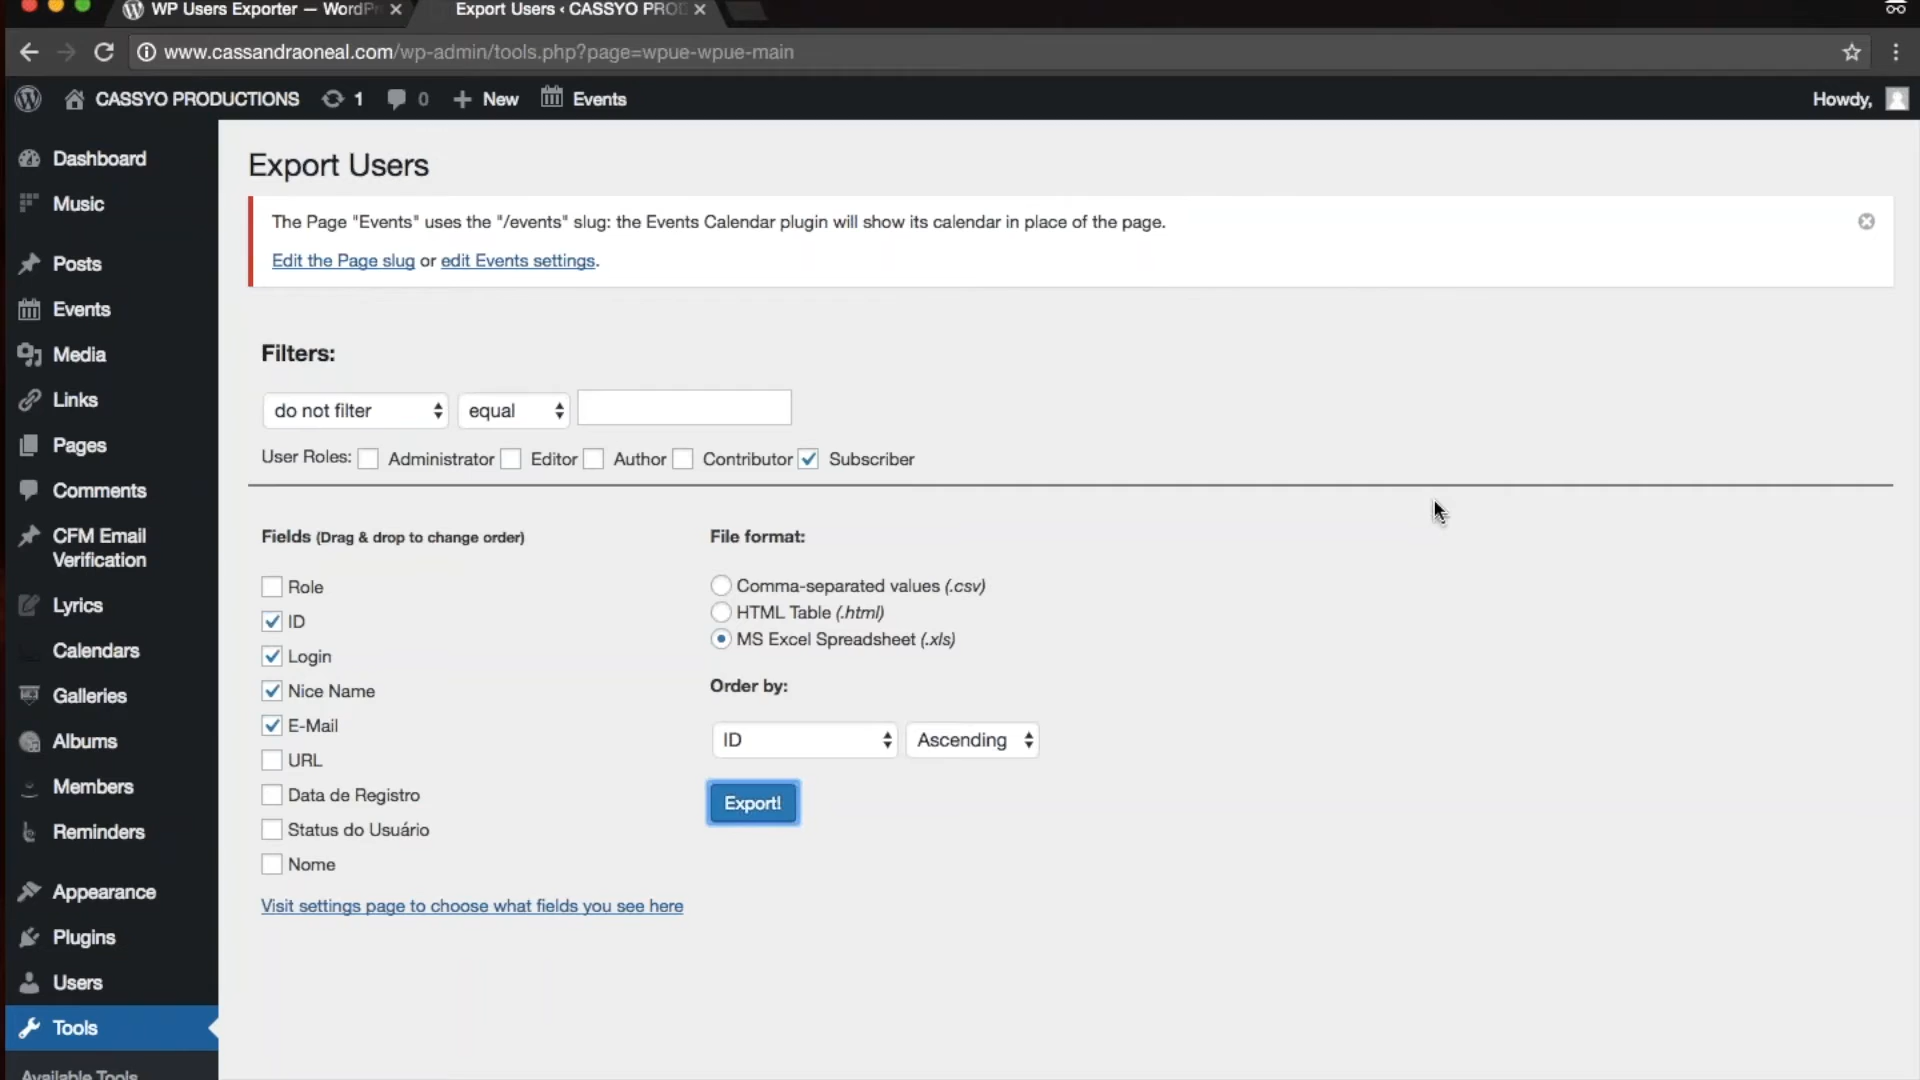 WP Users Exporter — WordPr
Export Users ‹ CASSYO PROD
www.cassandraoneal.com/wp-admin/tools.php?page=wpue-wpue-main
CASSYO PRODUCTIONS 1 0 New Events Howdy,
Dashboard
Music
Posts
Events
Media
Links
Pages
Comments
CFM Email
Verification
Lyrics
Calendars
Galleries
Albums
Members
Reminders
Appearance
Plugins
Users
Tools
Available Tools
Export Users
The Page "Events" uses the "/events" slug: the Events Calendar plugin will show its calendar in place of the page.
Edit the Page slug or edit Events settings.
Filters:
do not filter equal
User Roles: Administrator Editor Author Contributor Subscriber
Fields (Drag & drop to change order)
Role
ID
Login
Nice Name
E-Mail
URL
Data de Registro
Status do Usuário
Nome
Visit settings page to choose what fields you see here
File format:
Comma-separated values (.csv)
HTML Table (.html)
MS Excel Spreadsheet (.xls)
Order by:
ID Ascending
Export!